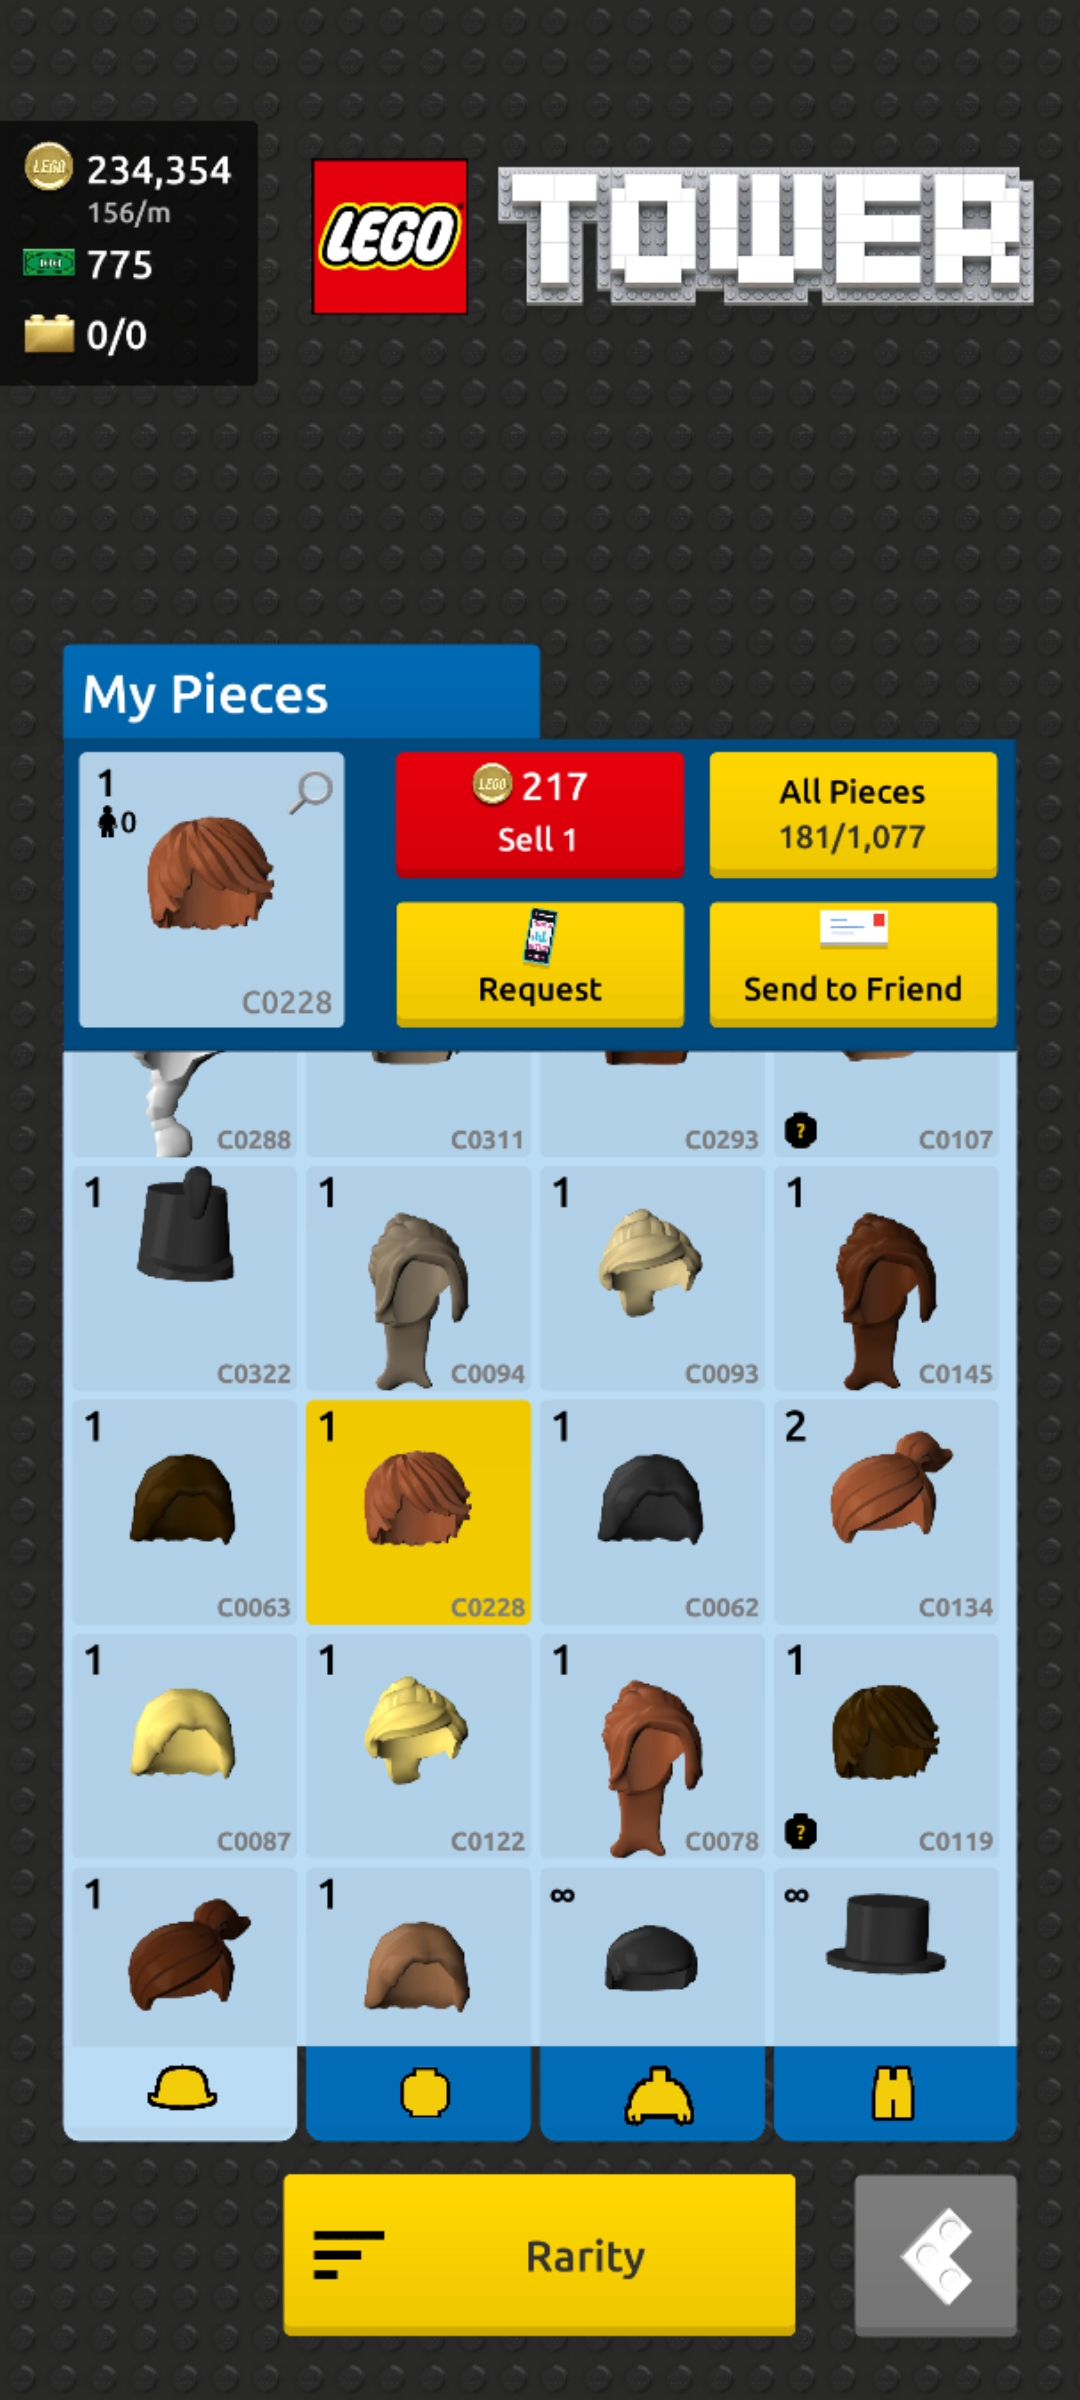 LEGO 234,354
156/m
775
0/0
LEGO
TOWER
My Pieces
1
0
C0228
LEGO 217
Sell 1
All Pieces
181/1,077
Request
Send to Friend
C0288
C0311
C0293
? C0107
1
1
1
1
C0322
C0094
C0093
C0145
1
1
1
2
C0063
C0228
C0062
C0134
1
1
1
1
C0087
C0122
C0078
? C0119
1
1
∞
∞
Rarity